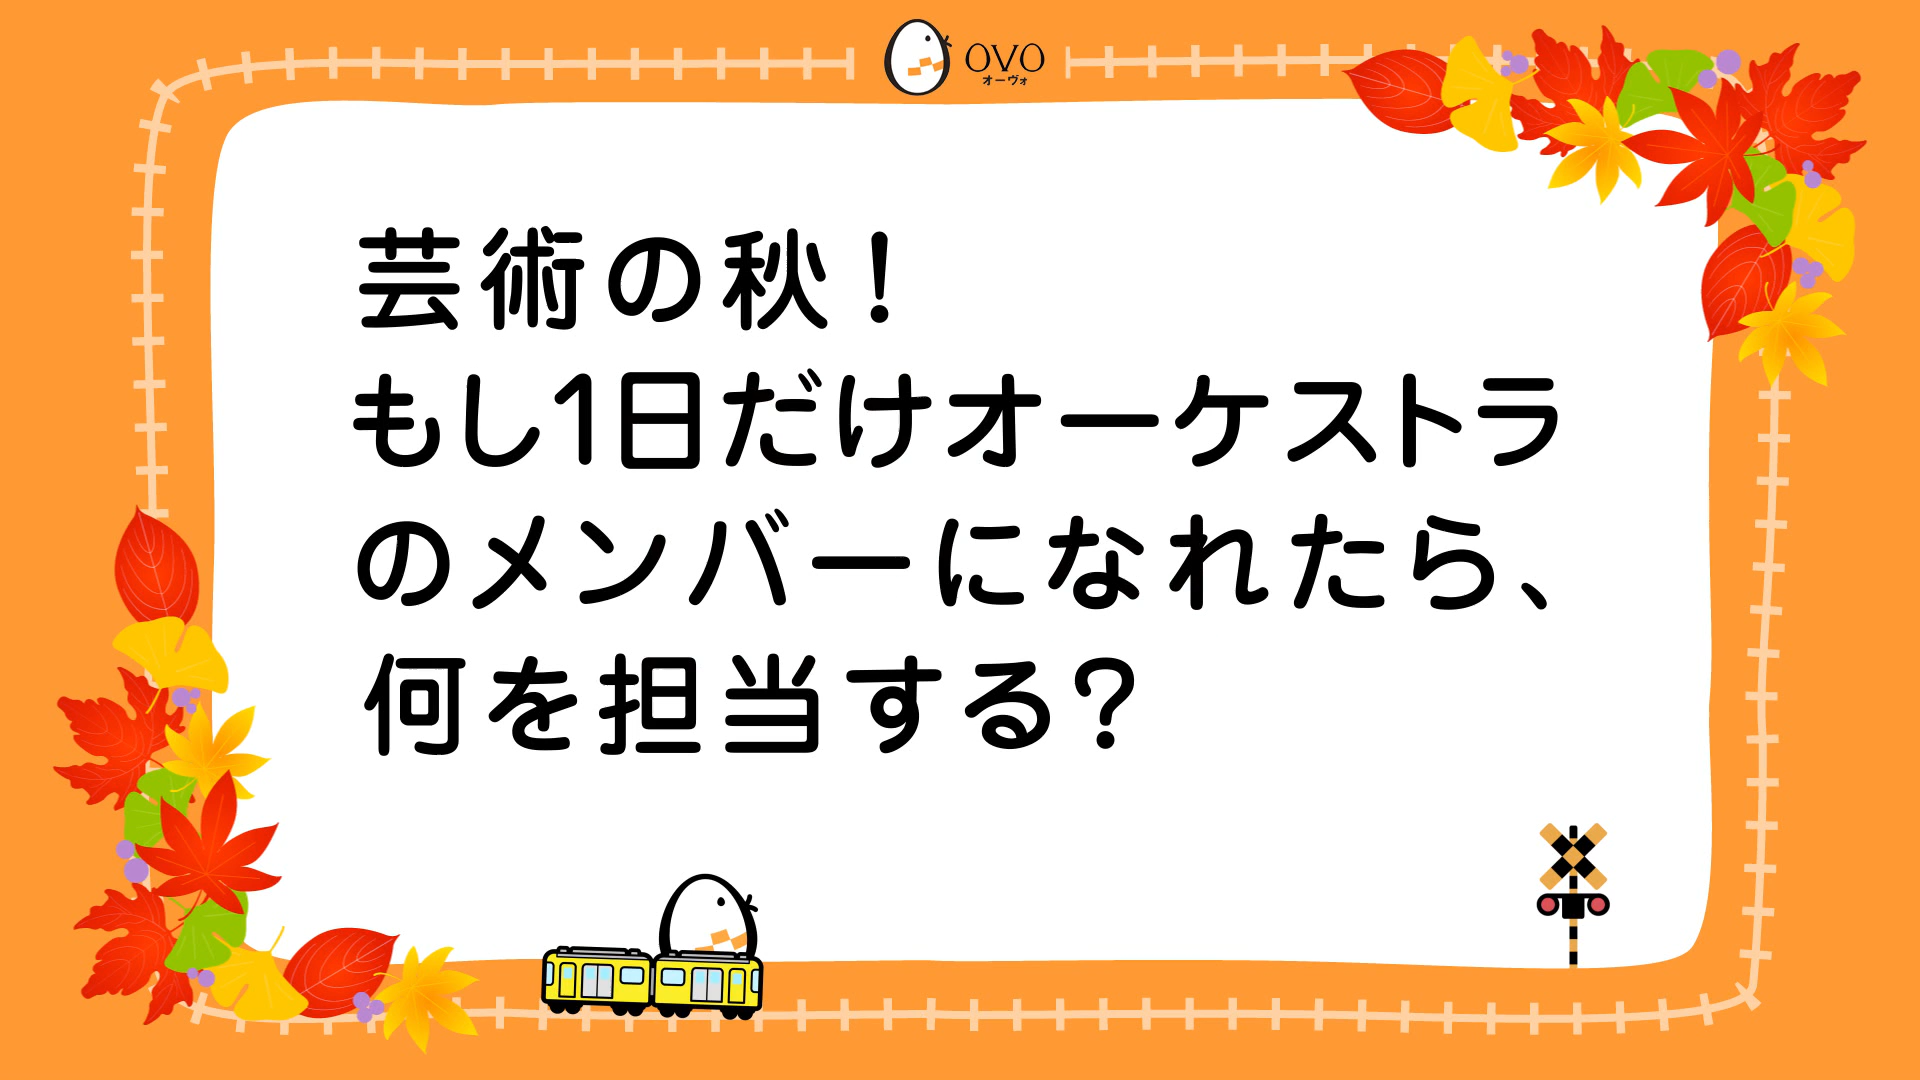 OVO
オーヴォ
芸術の秋！
もし1日だけオーケストラ
のメンバーになれたら、
何を担当する？